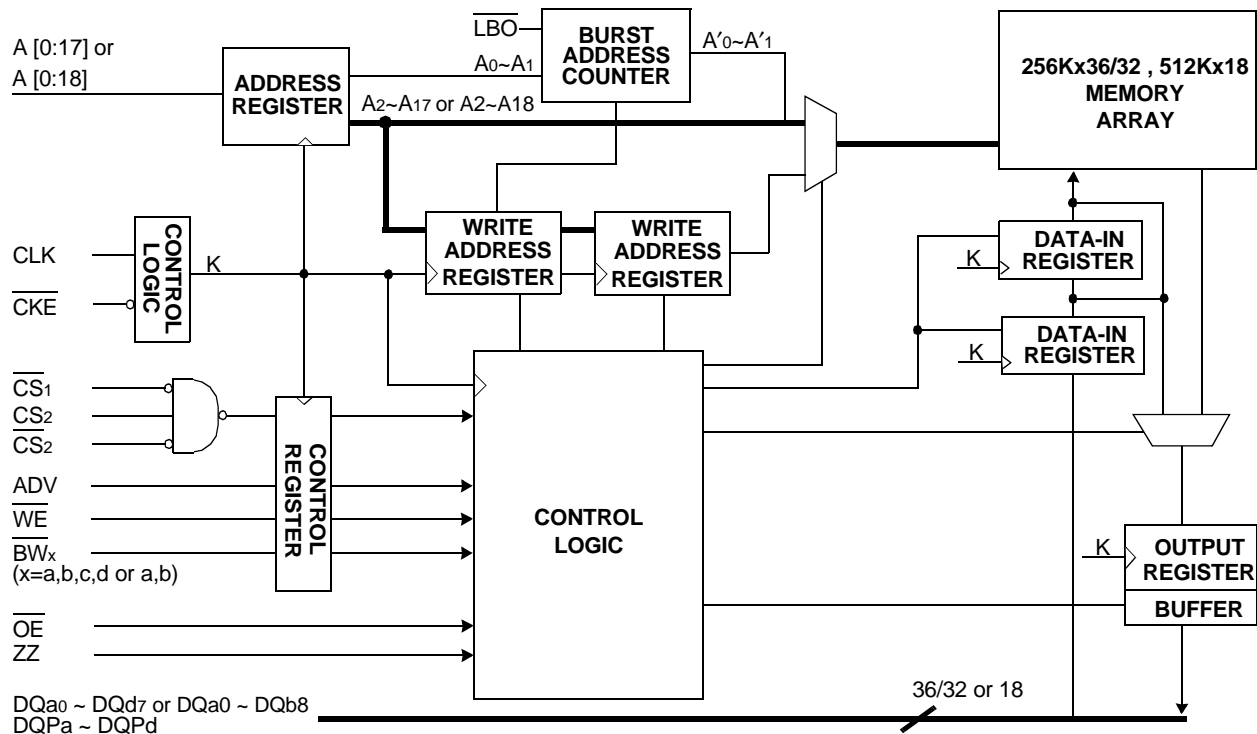 A [0:17] or
A [0:18]
ADDRESS
REGISTER
LBO
A0~A1
BURST
ADDRESS
COUNTER
A′0~A′1
A2~A17 or A2~A18
256Kx36/32 , 512Kx18
MEMORY
ARRAY
CLK
CKE
CONTROL
LOGIC
K
WRITE
ADDRESS
REGISTER
WRITE
ADDRESS
REGISTER
K
DATA-IN
REGISTER
K
DATA-IN
REGISTER
CS1
CS2
CS2
ADV
WE
BWx
(x=a,b,c,d or a,b)
CONTROL
REGISTER
CONTROL
LOGIC
K
OUTPUT
REGISTER
BUFFER
OE
ZZ
DQa0 ~ DQd7 or DQa0 ~ DQb8
DQPa ~ DQPd
36/32 or 18